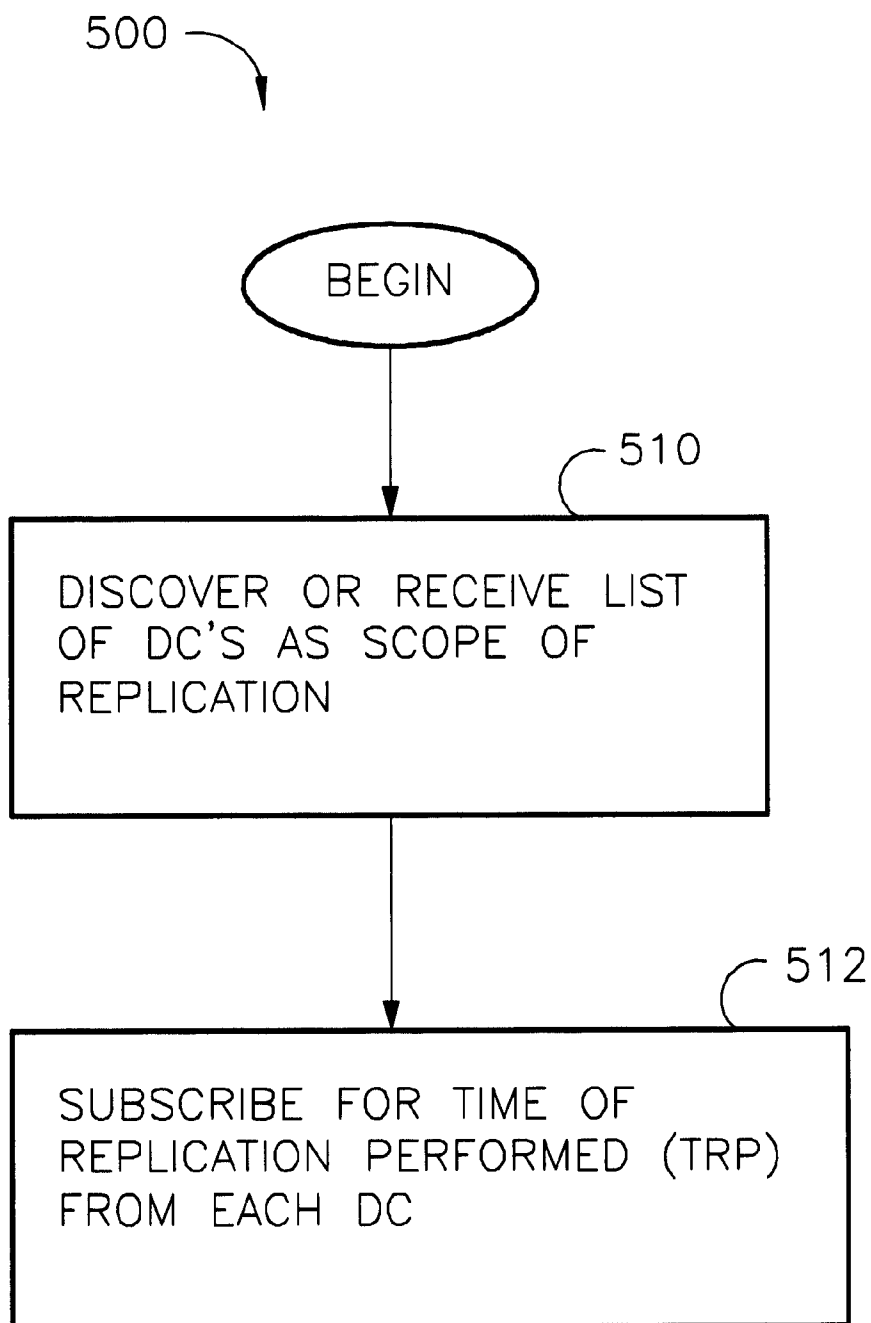 500
BEGIN
510
DISCOVER OR RECEIVE LIST
OF DC'S AS SCOPE OF
REPLICATION
512
SUBSCRIBE FOR TIME OF
REPLICATION PERFORMED (TRP)
FROM EACH DC